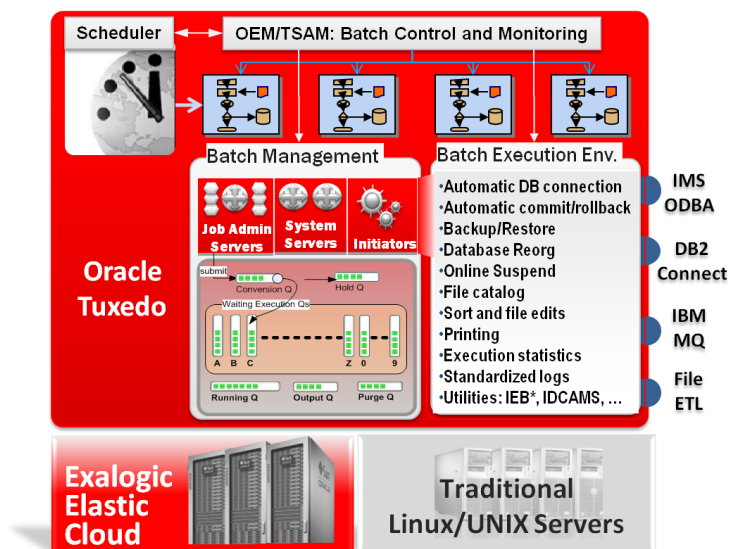 Scheduler
OEM/TSAM: Batch Control and Monitoring
Batch Management
Batch Execution Env.
Job Admin
Servers
System
Servers
Initiators
submit
Conversion Q
Hold Q
Waiting Execution Qs
A
B
C
Z
0
9
Running Q
Output Q
Purge Q
•Automatic DB connection
•Automatic commit/rollback
•Backup/Restore
•Database Reorg
•Online Suspend
•File catalog
•Sort and file edits
•Printing
•Execution statistics
•Standardized logs
•Utilities: IEB*, IDCAMS, …
IMS
ODBA
DB2
Connect
IBM
MQ
File
ETL
Oracle
Tuxedo
Exalogic
Elastic
Cloud
Traditional
Linux/UNIX Servers